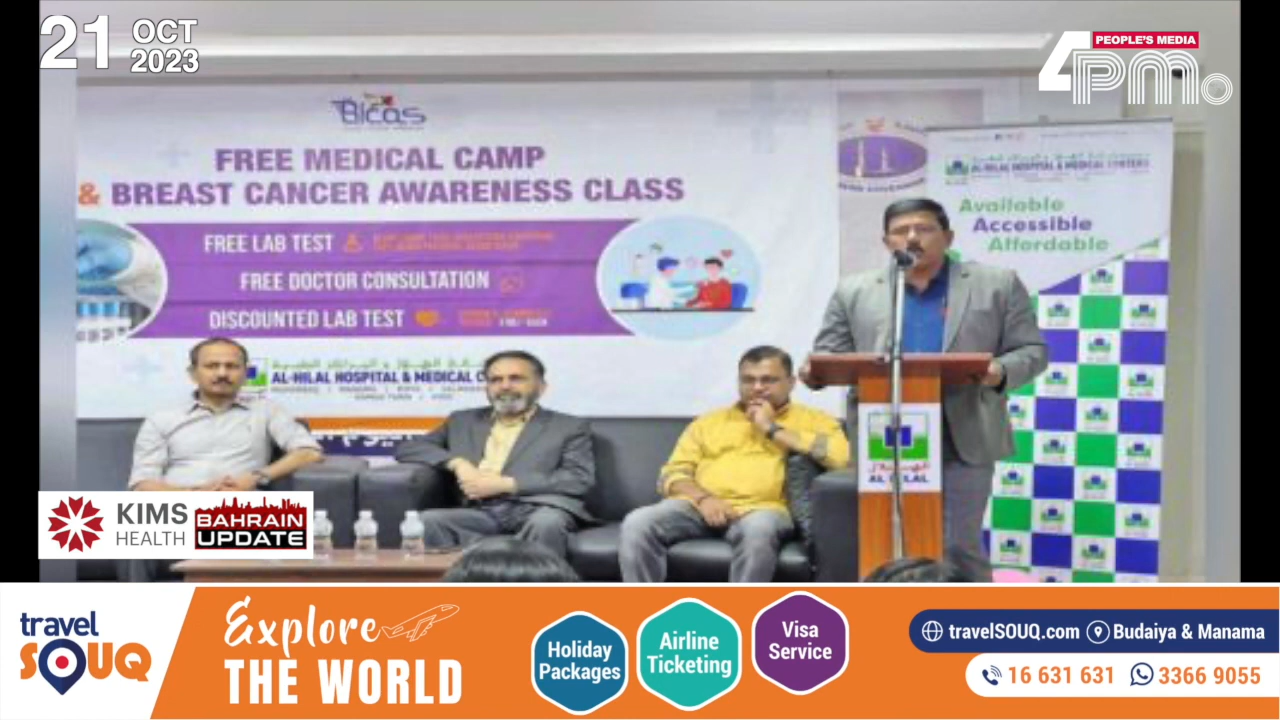 21 OCT 2023
PEOPLE'S MEDIA
4pm
Bicas
FREE MEDICAL CAMP
& BREAST CANCER AWARENESS CLASS
FREE LAB TEST
FREE DOCTOR CONSULTATION
DISCOUNTED LAB TEST
AL-HILAL HOSPITAL & MEDICAL C
AL-HILAL HOSPITAL & MEDICAL CENTERS
Available
Accessible
Affordable
AL HILAL
KIMS HEALTH
BAHRAIN UPDATE
travel SOUQ
Explore
THE WORLD
Holiday Packages
Airline Ticketing
Visa Service
travelSOUQ.com
Budaiya & Manama
16 631 631
3366 9055